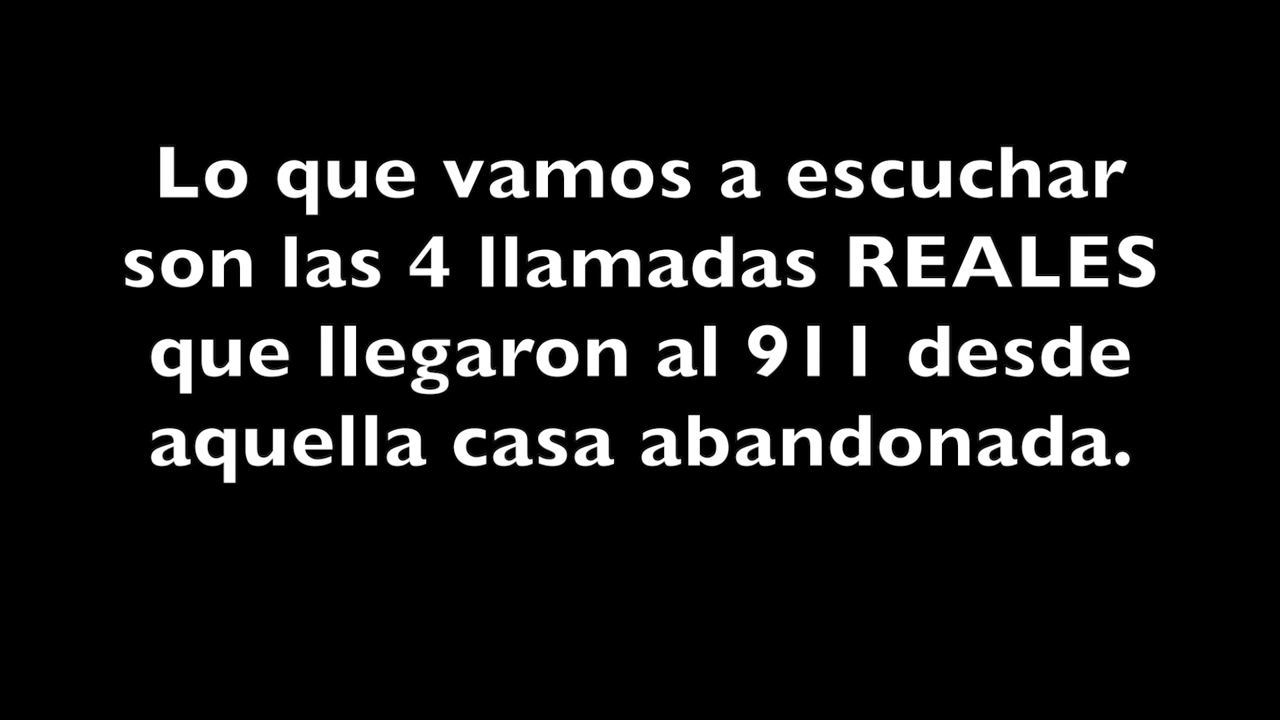 Lo que vamos a escuchar
son las 4 llamadas REALES
que llegaron al 911 desde
aquella casa abandonada.